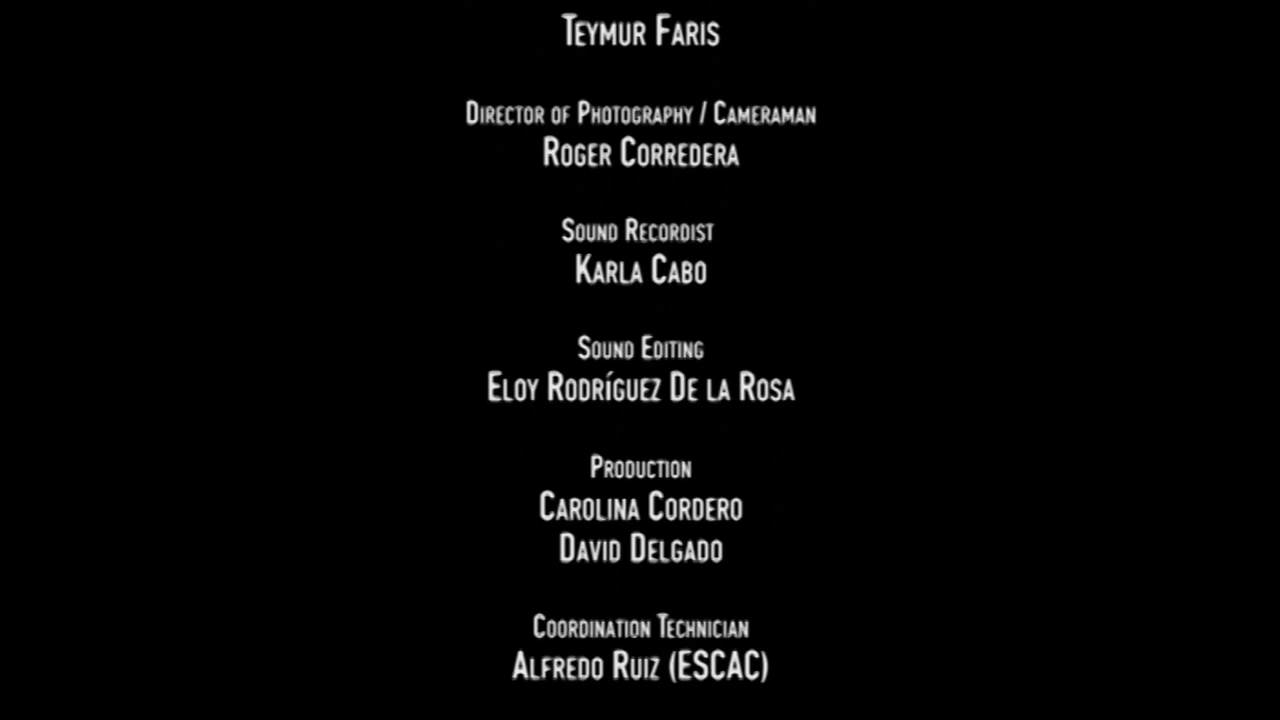 Teymur Faris
Director of Photography / Cameraman
Roger Corredera
Sound Recordist
Karla Cabo
Sound Editing
Eloy Rodríguez De la Rosa
Production
Carolina Cordero
David Delgado
Coordination Technician
Alfredo Ruiz (ESCAC)